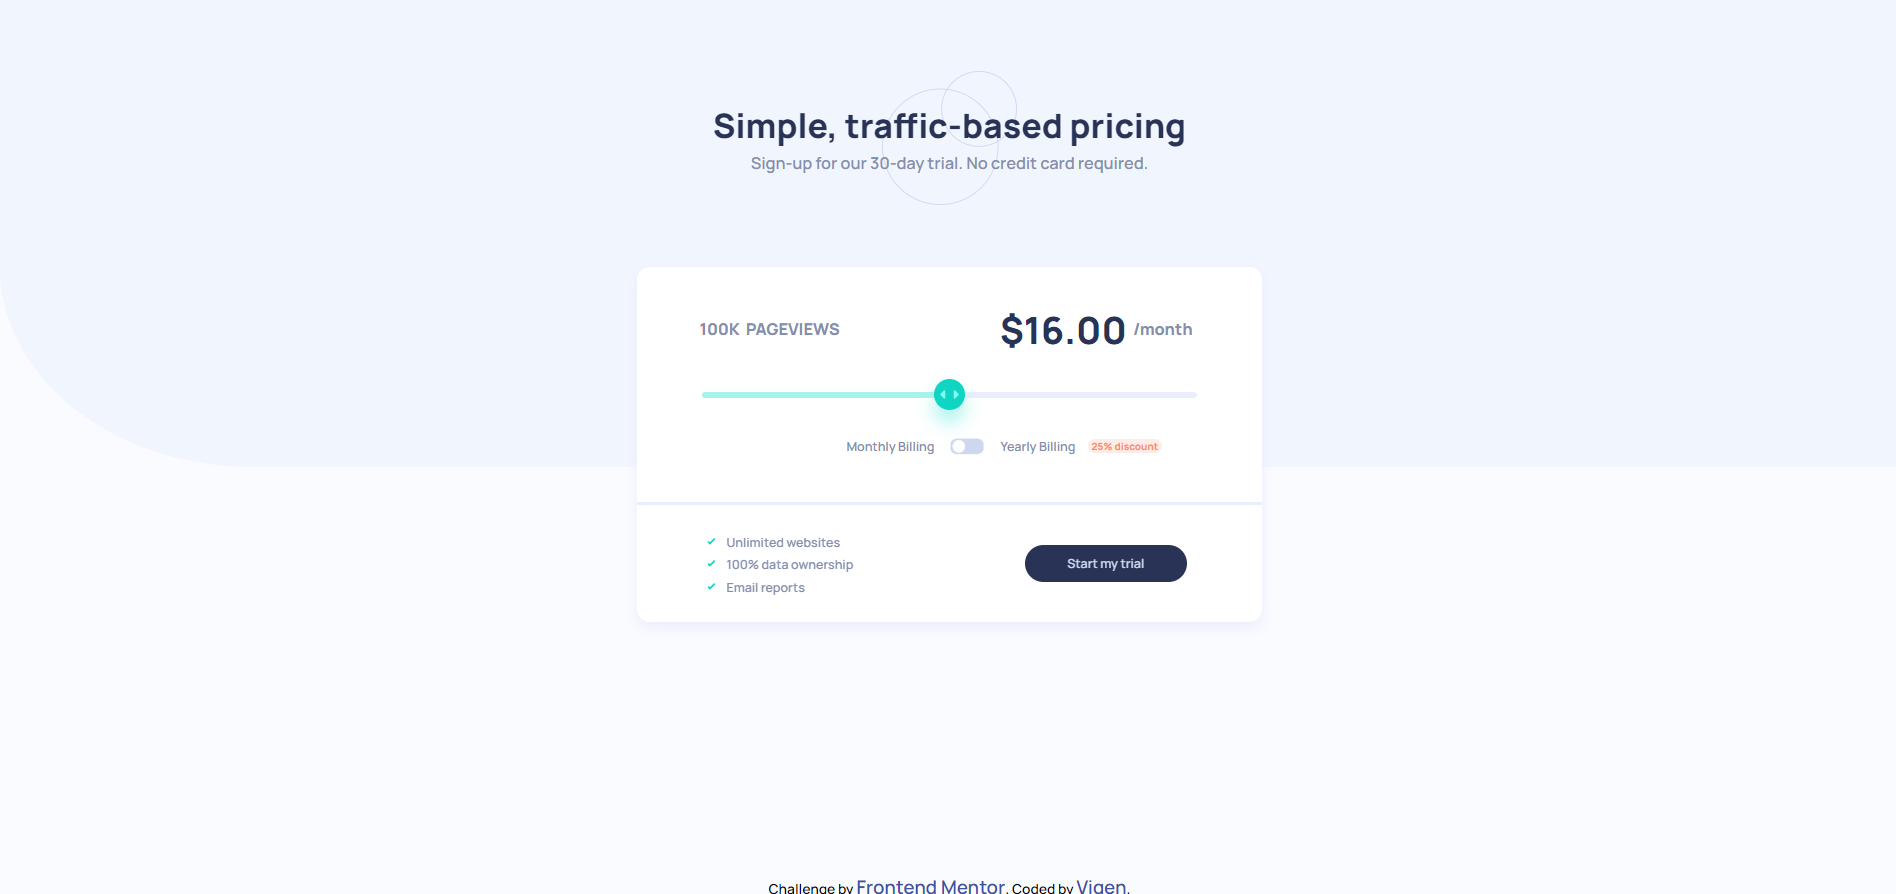 Simple, traffic-based pricing
Sign-up for our 30-day trial. No credit card required.
100K PAGEVIEWS
$16.00 /month
Monthly Billing
Yearly Billing
25% discount
Unlimited websites
100% data ownership
Email reports
Start my trial
Challenge by Frontend Mentor. Coded by Vigen.